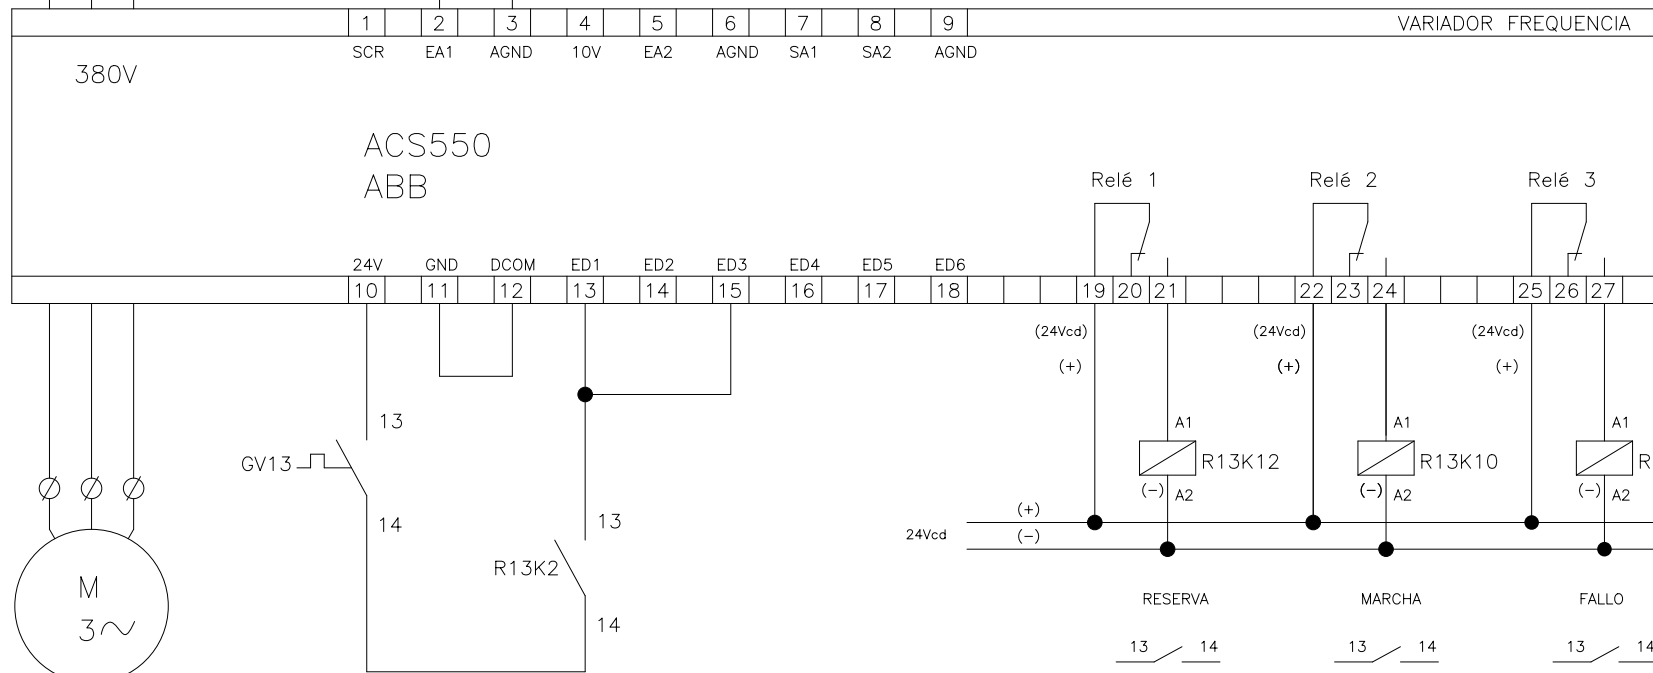 1 2 3 4 5 6 7 8 9 VARIADOR FREQUENCIA
SCR EA1 AGND 10V EA2 AGND SA1 SA2 AGND
380V
ACS550
ABB
Relé 1 Relé 2 Relé 3
24V GND DCOM ED1 ED2 ED3 ED4 ED5 ED6
10 11 12 13 14 15 16 17 18 19 20 21 22 23 24 25 26 27
(24Vcd) (24Vcd) (24Vcd)
(+) (+) (+)
13 A1 A1 A1
GV13 R13K12 R13K10 R
(-) A2 (-) A2 (-) A2
14 13 (+)
24Vcd (-)
R13K2
M RESERVA MARCHA FALLO
3~ 14
13 14 13 14 13 14